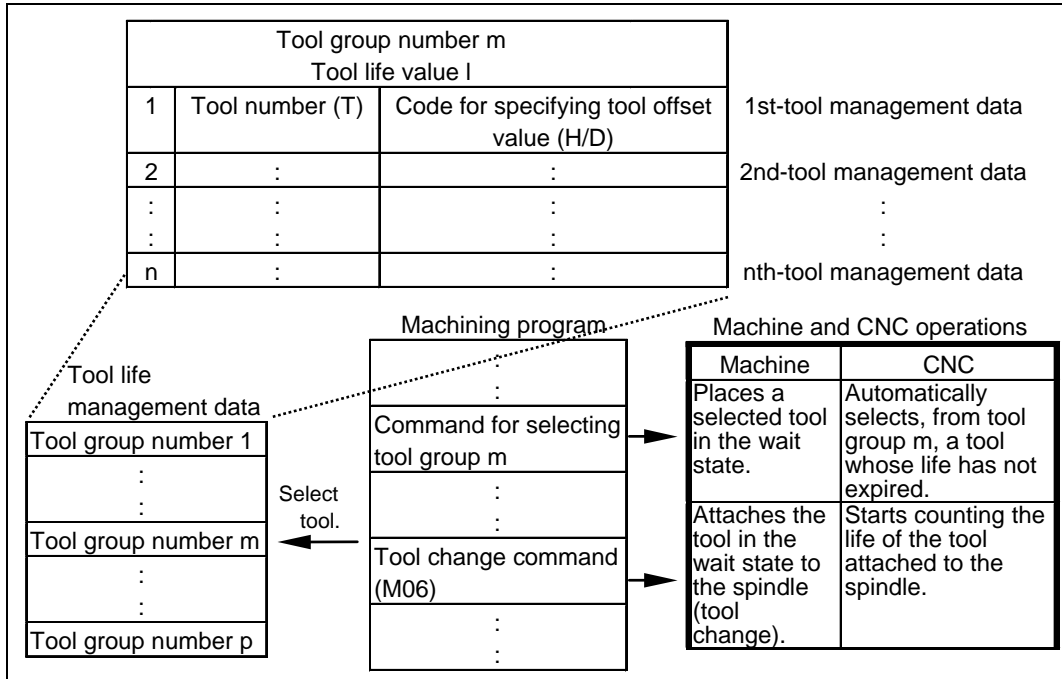 Tool group number m
Tool life value l
1 Tool number (T) Code for specifying tool offset 1st-tool management data
value (H/D)
2 : : 2nd-tool management data
: : : :
: : : :
n : : nth-tool management data
Tool life
management data
Tool group number 1
:
:
Tool group number m
:
:
Tool group number p
Select
tool.
Machining program
:
:
Command for selecting
tool group m
:
:
Tool change command
(M06)
:
:
Machine and CNC operations
Machine CNC
Places a
selected tool
in the wait
state.
Automatically
selects, from tool
group m, a tool
whose life has not
expired.
Attaches the
tool in the
wait state to
the spindle
(tool
change).
Starts counting the
life of the tool
attached to the
spindle.